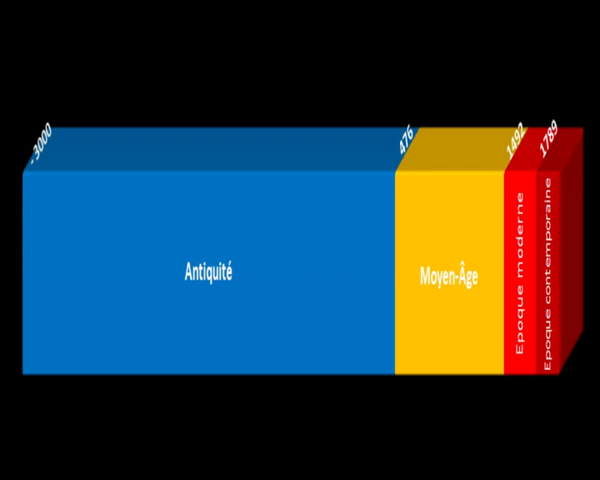 - 3000
476
1492
1789
Antiquité
Moyen-Âge
Epoque moderne
Epoque contemporaine